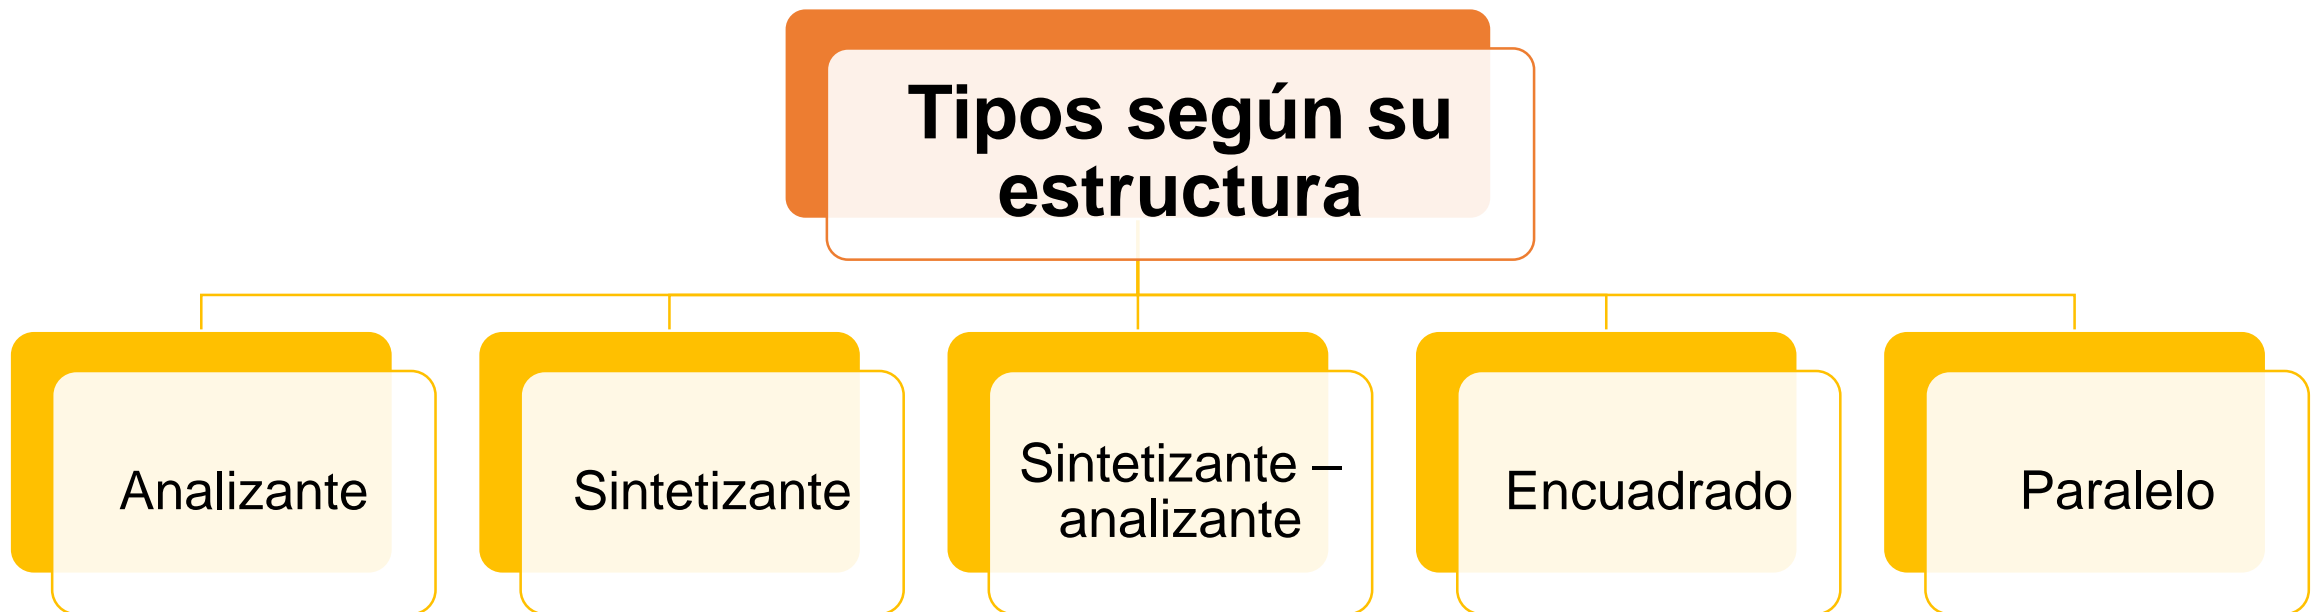 Tipos según su
estructura
Analizante
Sintetizante
Sintetizante –
analizante
Encuadrado
Paralelo